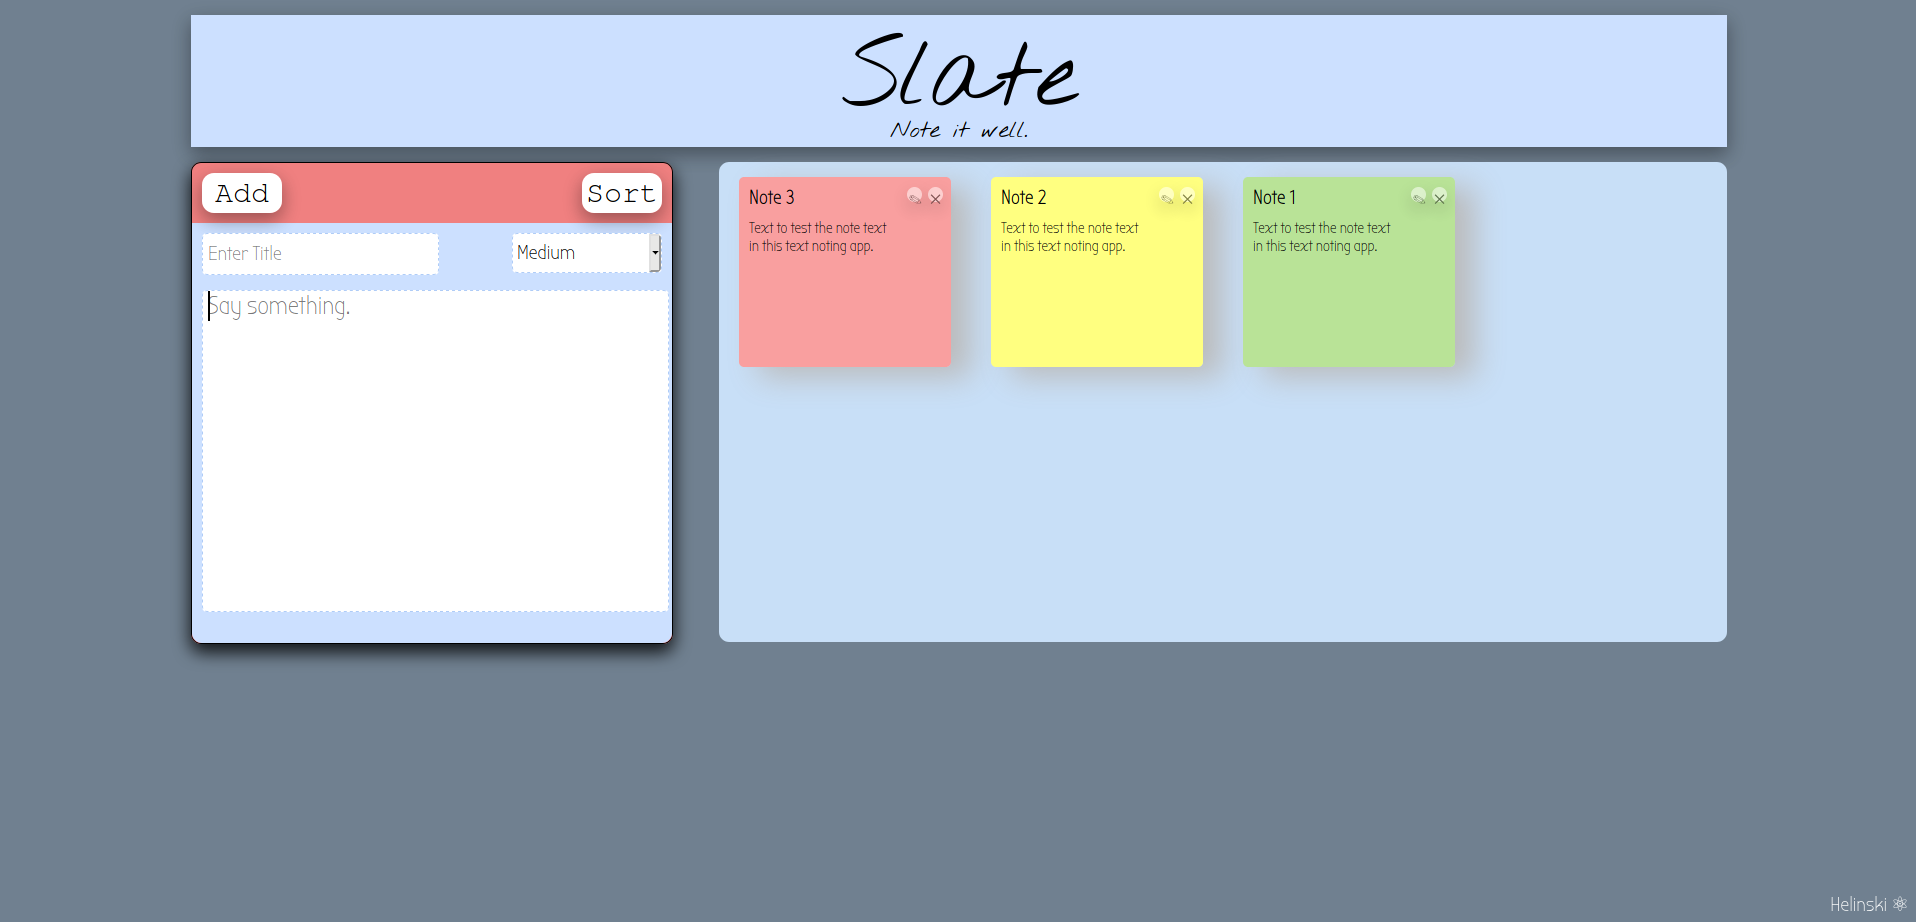 Slate
Note it well.
Add
Sort
Enter Title
Medium
Say something.
Note 3
Text to test the note text
in this text noting app.
Note 2
Text to test the note text
in this text noting app.
Note 1
Text to test the note text
in this text noting app.
Helinski ⚛